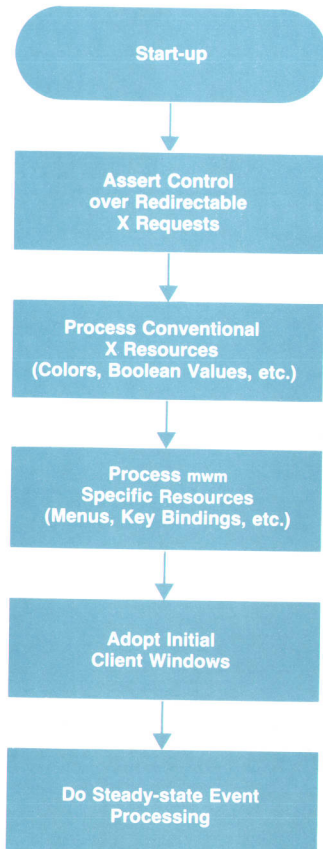 Start-up
Assert Control
over Redirectable
X Requests
Process Conventional
X Resources
(Colors, Boolean Values, etc.)
Process mwm
Specific Resources
(Menus, Key Bindings, etc.)
Adopt Initial
Client Windows
Do Steady-state Event
Processing